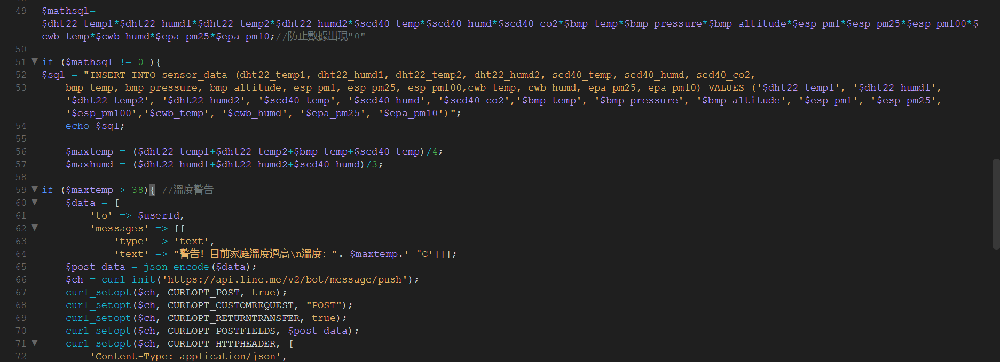 49 $mathsql=
$dht22_temp1*$dht22_humd1*$dht22_temp2*$dht22_humd2*$scd40_temp*$scd40_humd*$scd40_co2*$bmp_temp*$bmp_pressure*$bmp_altitude*$esp_pm1*$esp_pm25*$esp_pm100*$
cwb_temp*$cwb_humd*$epa_pm25*$epa_pm10;//防止數據出現"0"
50
51 if ($mathsql != 0 ){
52 $sql = "INSERT INTO sensor_data (dht22_temp1, dht22_humd1, dht22_temp2, dht22_humd2, scd40_temp, scd40_humd, scd40_co2,
53 bmp_temp, bmp_pressure, bmp_altitude, esp_pm1, esp_pm25, esp_pm100,cwb_temp, cwb_humd, epa_pm25, epa_pm10) VALUES ('$dht22_temp1', '$dht22_humd1',
'$dht22_temp2', '$dht22_humd2', '$scd40_temp', '$scd40_humd', '$scd40_co2','$bmp_temp', '$bmp_pressure', '$bmp_altitude', '$esp_pm1', '$esp_pm25',
'$esp_pm100','$cwb_temp', '$cwb_humd', '$epa_pm25', '$epa_pm10')";
54 echo $sql;
55
56 $maxtemp = ($dht22_temp1+$dht22_temp2+$bmp_temp+$scd40_temp)/4;
57 $maxhumd = ($dht22_humd1+$dht22_humd2+$scd40_humd)/3;
58
59 if ($maxtemp > 38){ //溫度警告
60 $data = [
61 'to' => $userId,
62 'messages' => [[
63 'type' => 'text',
64 'text' => "警告！目前家庭溫度過高\n溫度：". $maxtemp.' °C']]];
65 $post_data = json_encode($data);
66 $ch = curl_init('https://api.line.me/v2/bot/message/push');
67 curl_setopt($ch, CURLOPT_POST, true);
68 curl_setopt($ch, CURLOPT_CUSTOMREQUEST, "POST");
69 curl_setopt($ch, CURLOPT_RETURNTRANSFER, true);
70 curl_setopt($ch, CURLOPT_POSTFIELDS, $post_data);
71 curl_setopt($ch, CURLOPT_HTTPHEADER, [
72 'Content-Type: application/json',